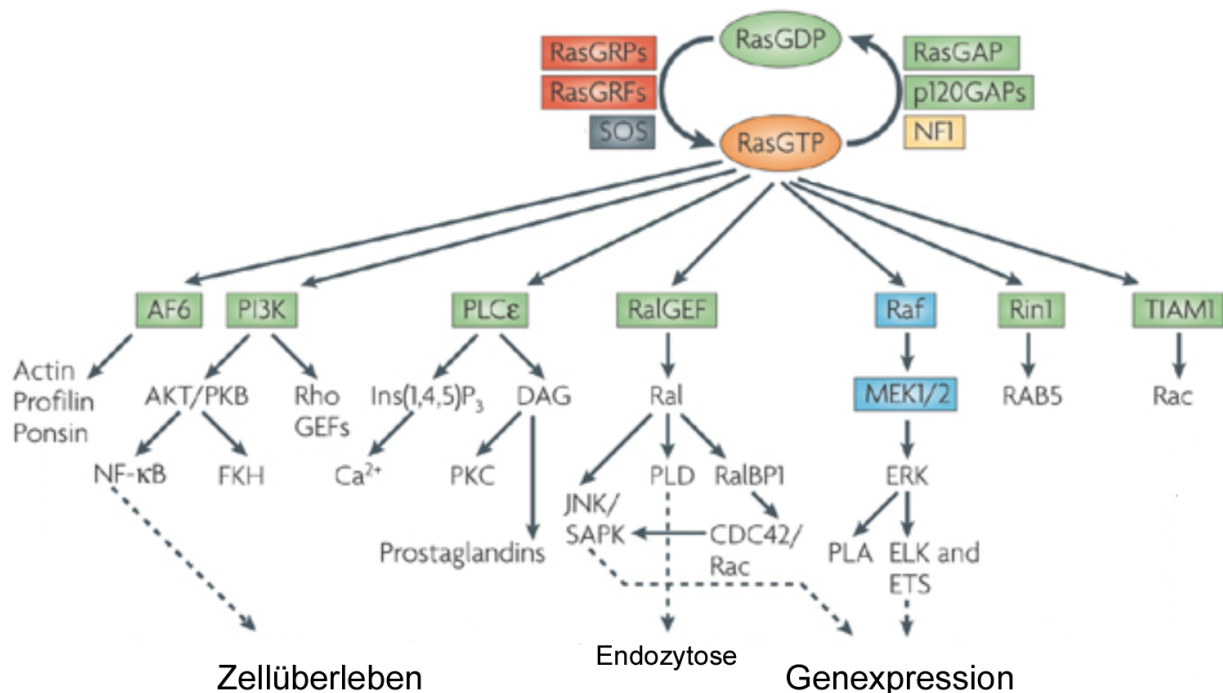 RasGDP
RasGRPs
RasGRFs
SOS
RasGAP
p120GAPs
NF1
RasGTP
AF6
PI3K
PLCε
RalGEF
Raf
Rin1
TIAM1
Actin
Profilin
Ponsin
AKT/PKB
Rho
GEFs
Ins(1,4,5)P₃
DAG
Ral
MEK1/2
RAB5
Rac
NF-κB
FKH
Ca²⁺
PKC
PLD
RalBP1
ERK
JNK/
SAPK
CDC42/
Rac
Prostaglandins
PLA
ELK and
ETS
Zellüberleben
Endozytose
Genexpression